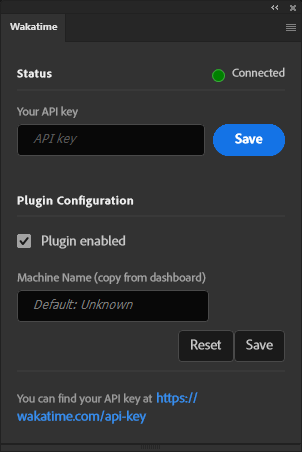 Wakatime
Status
Connected
Your API key
API key
Save
Plugin Configuration
Plugin enabled
Machine Name (copy from dashboard)
Default: Unknown
Reset
Save
You can find your API key at https://
wakatime.com/api-key